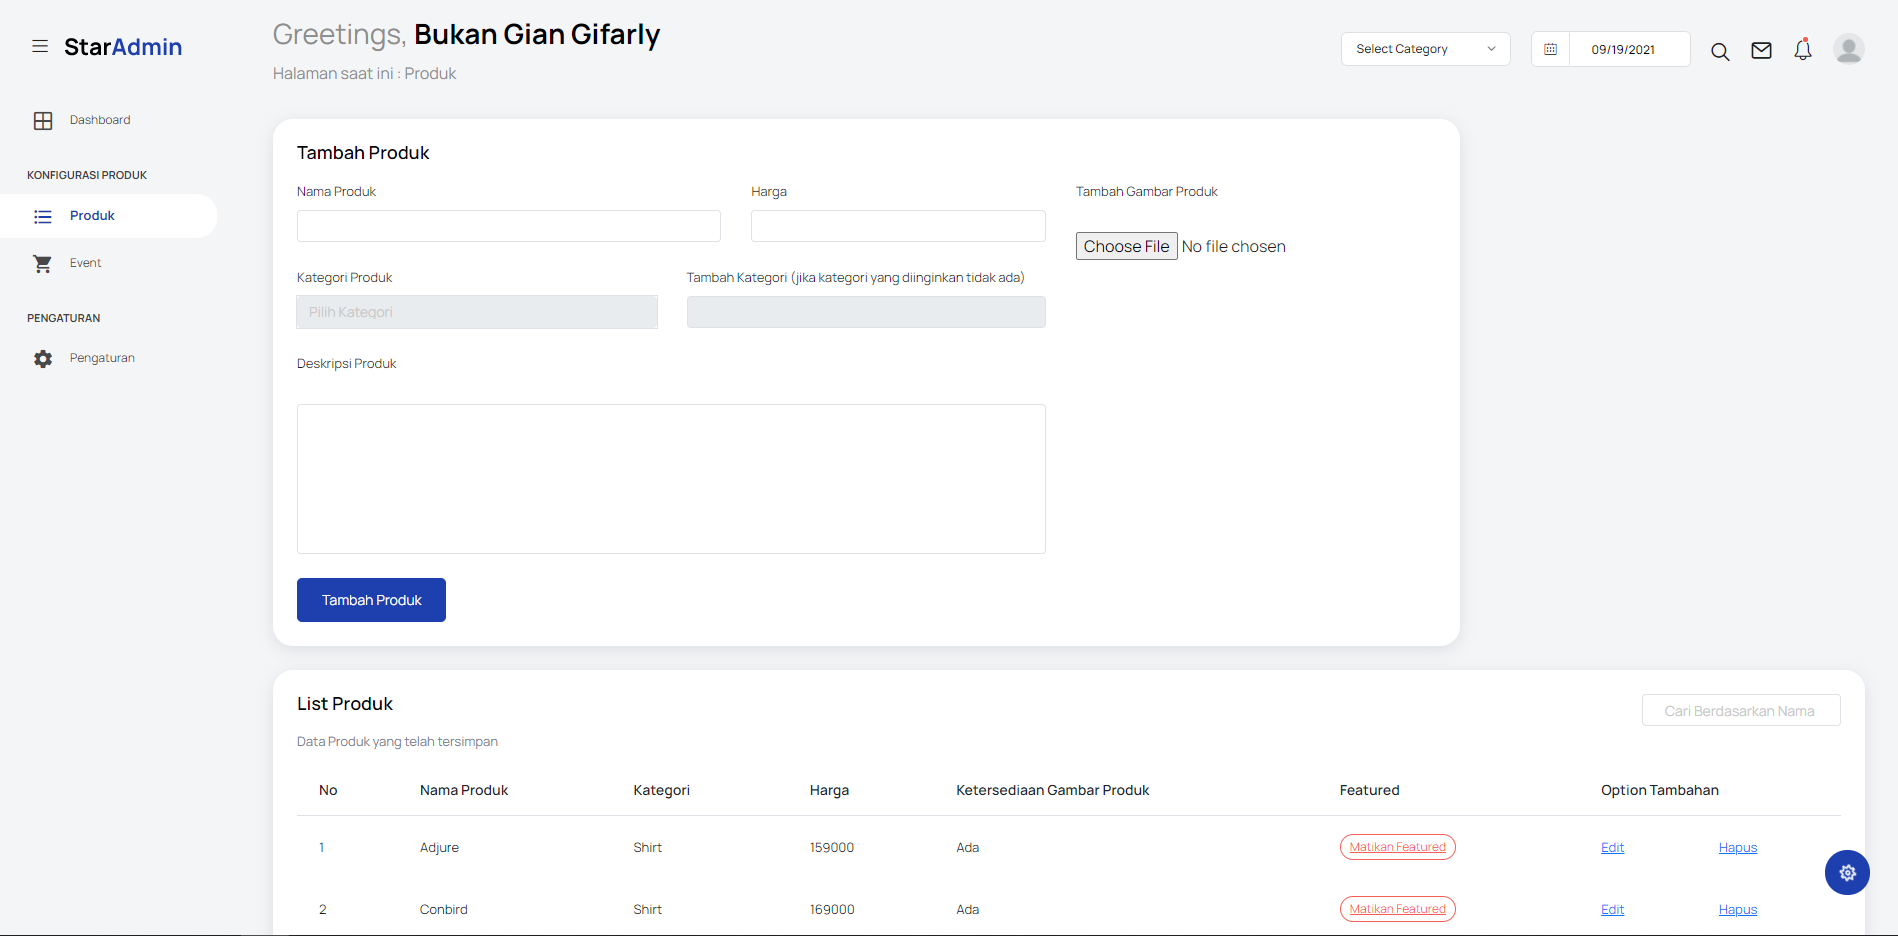 StarAdmin
Greetings, Bukan Gian Gifarly
Halaman saat ini : Produk
Select Category
09/19/2021
Dashboard
KONFIGURASI PRODUK
Produk
Event
PENGATURAN
Pengaturan
Tambah Produk
Nama Produk
Harga
Tambah Gambar Produk
Choose File No file chosen
Kategori Produk
Tambah Kategori (jika kategori yang diinginkan tidak ada)
Pilih Kategori
Deskripsi Produk
Tambah Produk
List Produk
Cari Berdasarkan Nama
Data Produk yang telah tersimpan
No Nama Produk Kategori Harga Ketersediaan Gambar Produk Featured Option Tambahan
1 Adjure Shirt 159000 Ada Matikan Featured Edit Hapus
2 Conbird Shirt 169000 Ada Matikan Featured Edit Hapus